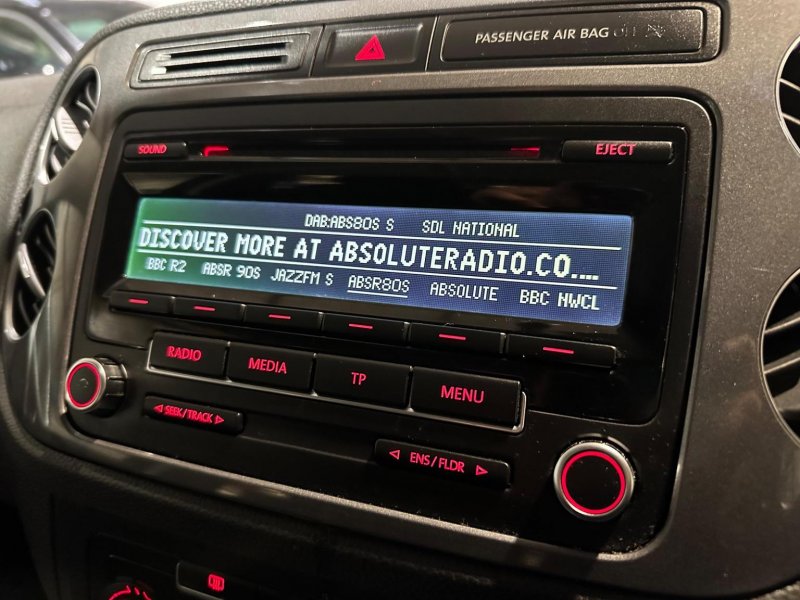 PASSENGER AIR BAG OFF
SOUND
EJECT
DAB:ABS80S S SDL NATIONAL
DISCOVER MORE AT ABSOLUTERADIO.CO....
BBC R2 ABSR 90S JAZZFM S ABSR80S ABSOLUTE BBC NWCL
RADIO MEDIA TP MENU
SEEK/TRACK
ENS/FLDR